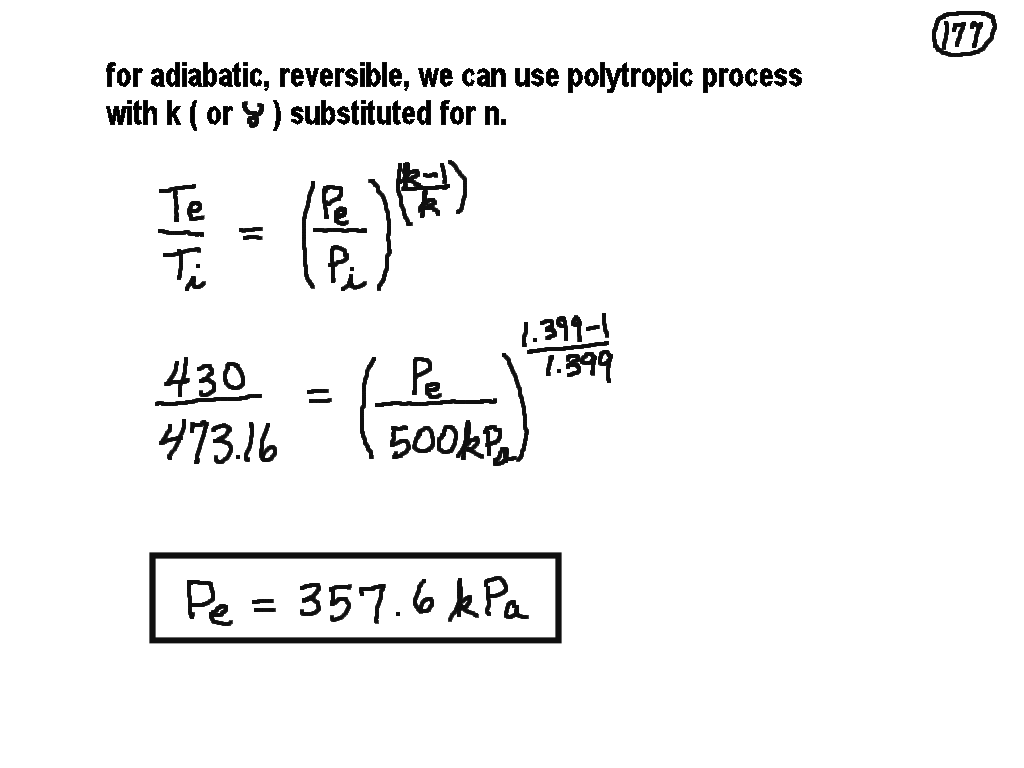 177
for adiabatic, reversible, we can use polytropic process
with k ( or ɣ ) substituted for n.
Te/Ti = (Pe/Pi)^((k-1)/k)
430/473.16 = (Pe/500kPa)^((1.399-1)/1.399)
Pe = 357.6 kPa